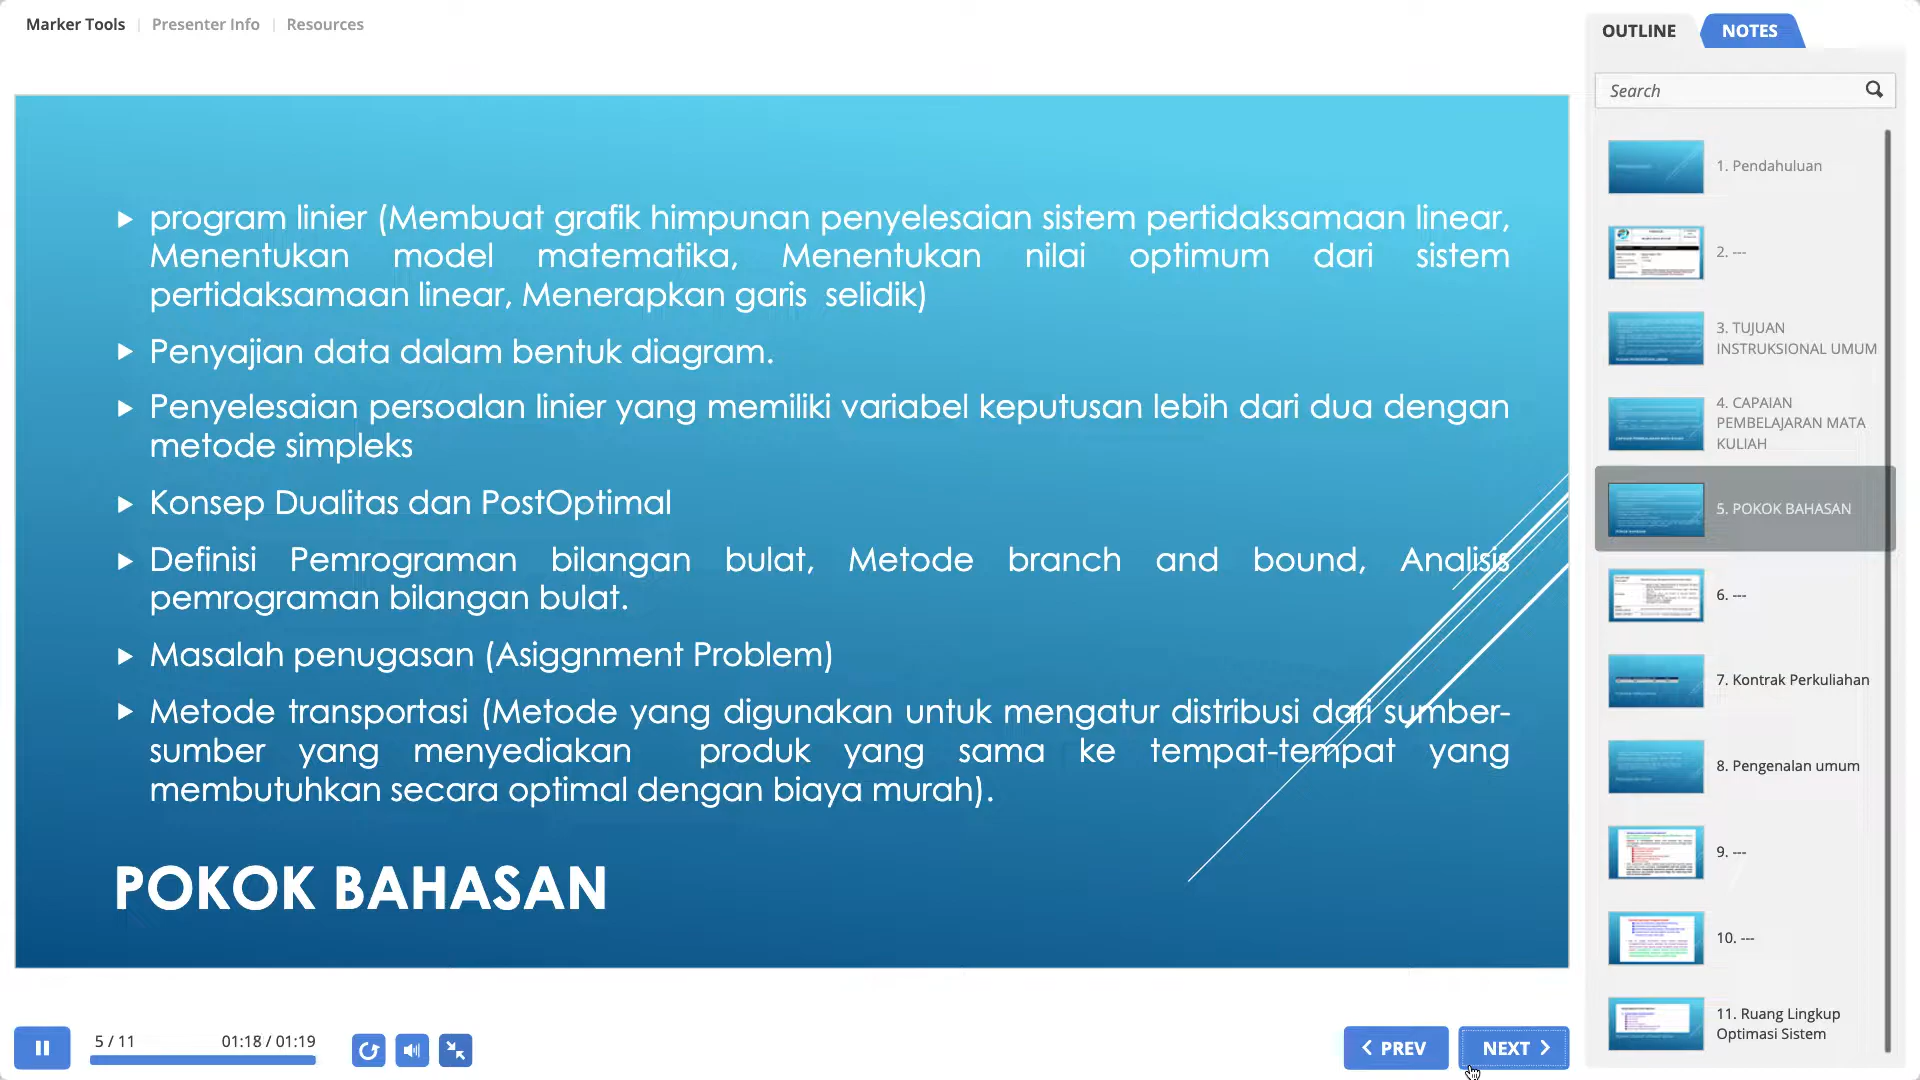 Marker Tools
Presenter Info
Resources
OUTLINE
NOTES
Search
program linier (Membuat grafik himpunan penyelesaian sistem pertidaksamaan linear,
Menentukan model matematika, Menentukan nilai optimum dari sistem
pertidaksamaan linear, Menerapkan garis selidik)
Penyajian data dalam bentuk diagram.
Penyelesaian persoalan linier yang memiliki variabel keputusan lebih dari dua dengan
metode simpleks
Konsep Dualitas dan PostOptimal
Definisi Pemrograman bilangan bulat, Metode branch and bound, Analisis
pemrograman bilangan bulat.
Masalah penugasan (Asiggnment Problem)
Metode transportasi (Metode yang digunakan untuk mengatur distribusi dari sumber-
sumber yang menyediakan produk yang sama ke tempat-tempat yang
membutuhkan secara optimal dengan biaya murah).
POKOK BAHASAN
1. Pendahuluan
2. ---
3. TUJUAN
INSTRUKSIONAL UMUM
4. CAPAIAN
PEMBELAJARAN MATA
KULIAH
5. POKOK BAHASAN
6. ---
7. Kontrak Perkuliahan
8. Pengenalan umum
9. ---
10. ---
11. Ruang Lingkup
Optimasi Sistem
5 / 11
01:18 / 01:19
PREV
NEXT